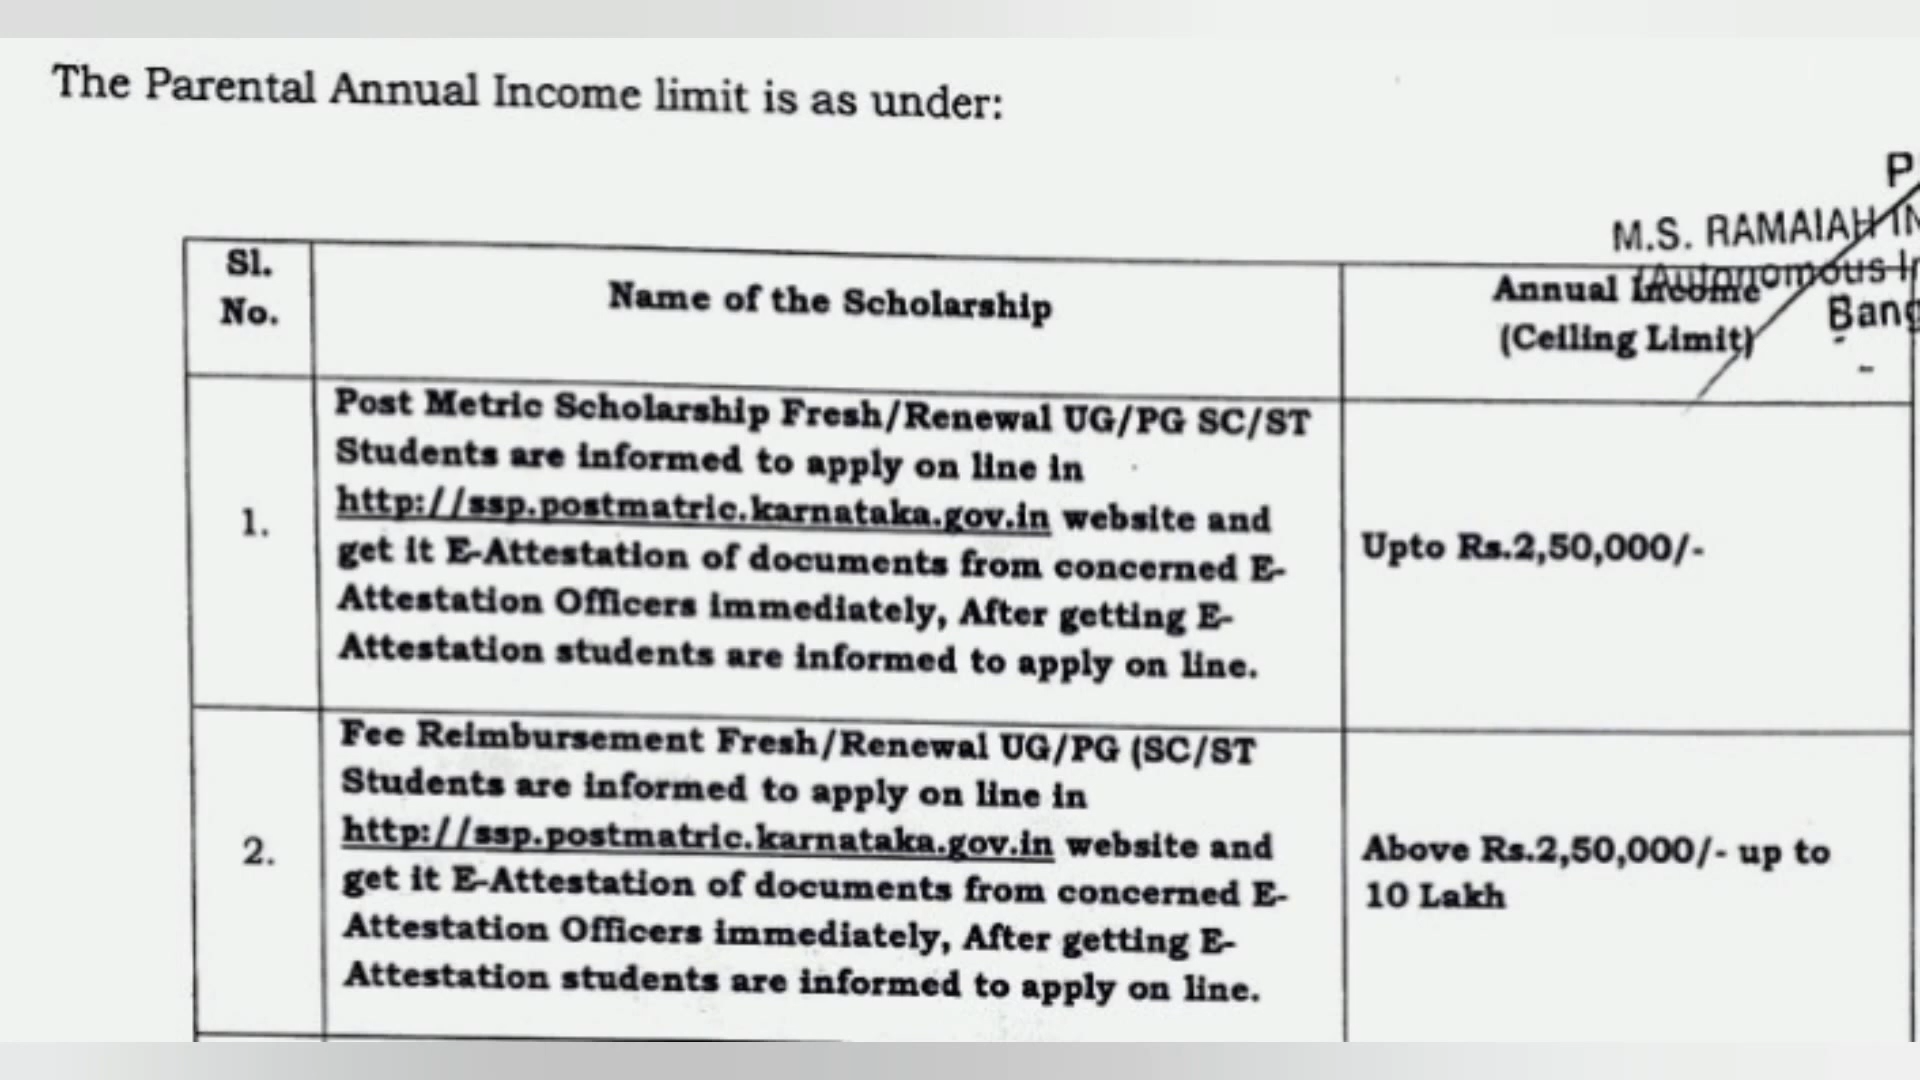 The Parental Annual Income limit is as under:
M.S. RAMAIAH
Bang
Sl.
No.
Name of the Scholarship
Annual Income
(Ceiling Limit)
1.
Post Metric Scholarship Fresh/Renewal UG/PG SC/ST
Students are informed to apply on line in
http://ssp.postmatric.karnataka.gov.in website and
get it E-Attestation of documents from concerned E-
Attestation Officers immediately, After getting E-
Attestation students are informed to apply on line.
Upto Rs.2,50,000/-
2.
Fee Reimbursement Fresh/Renewal UG/PG (SC/ST
Students are informed to apply on line in
http://ssp.postmatric.karnataka.gov.in website and
get it E-Attestation of documents from concerned E-
Attestation Officers immediately, After getting E-
Attestation students are informed to apply on line.
Above Rs.2,50,000/- up to
10 Lakh